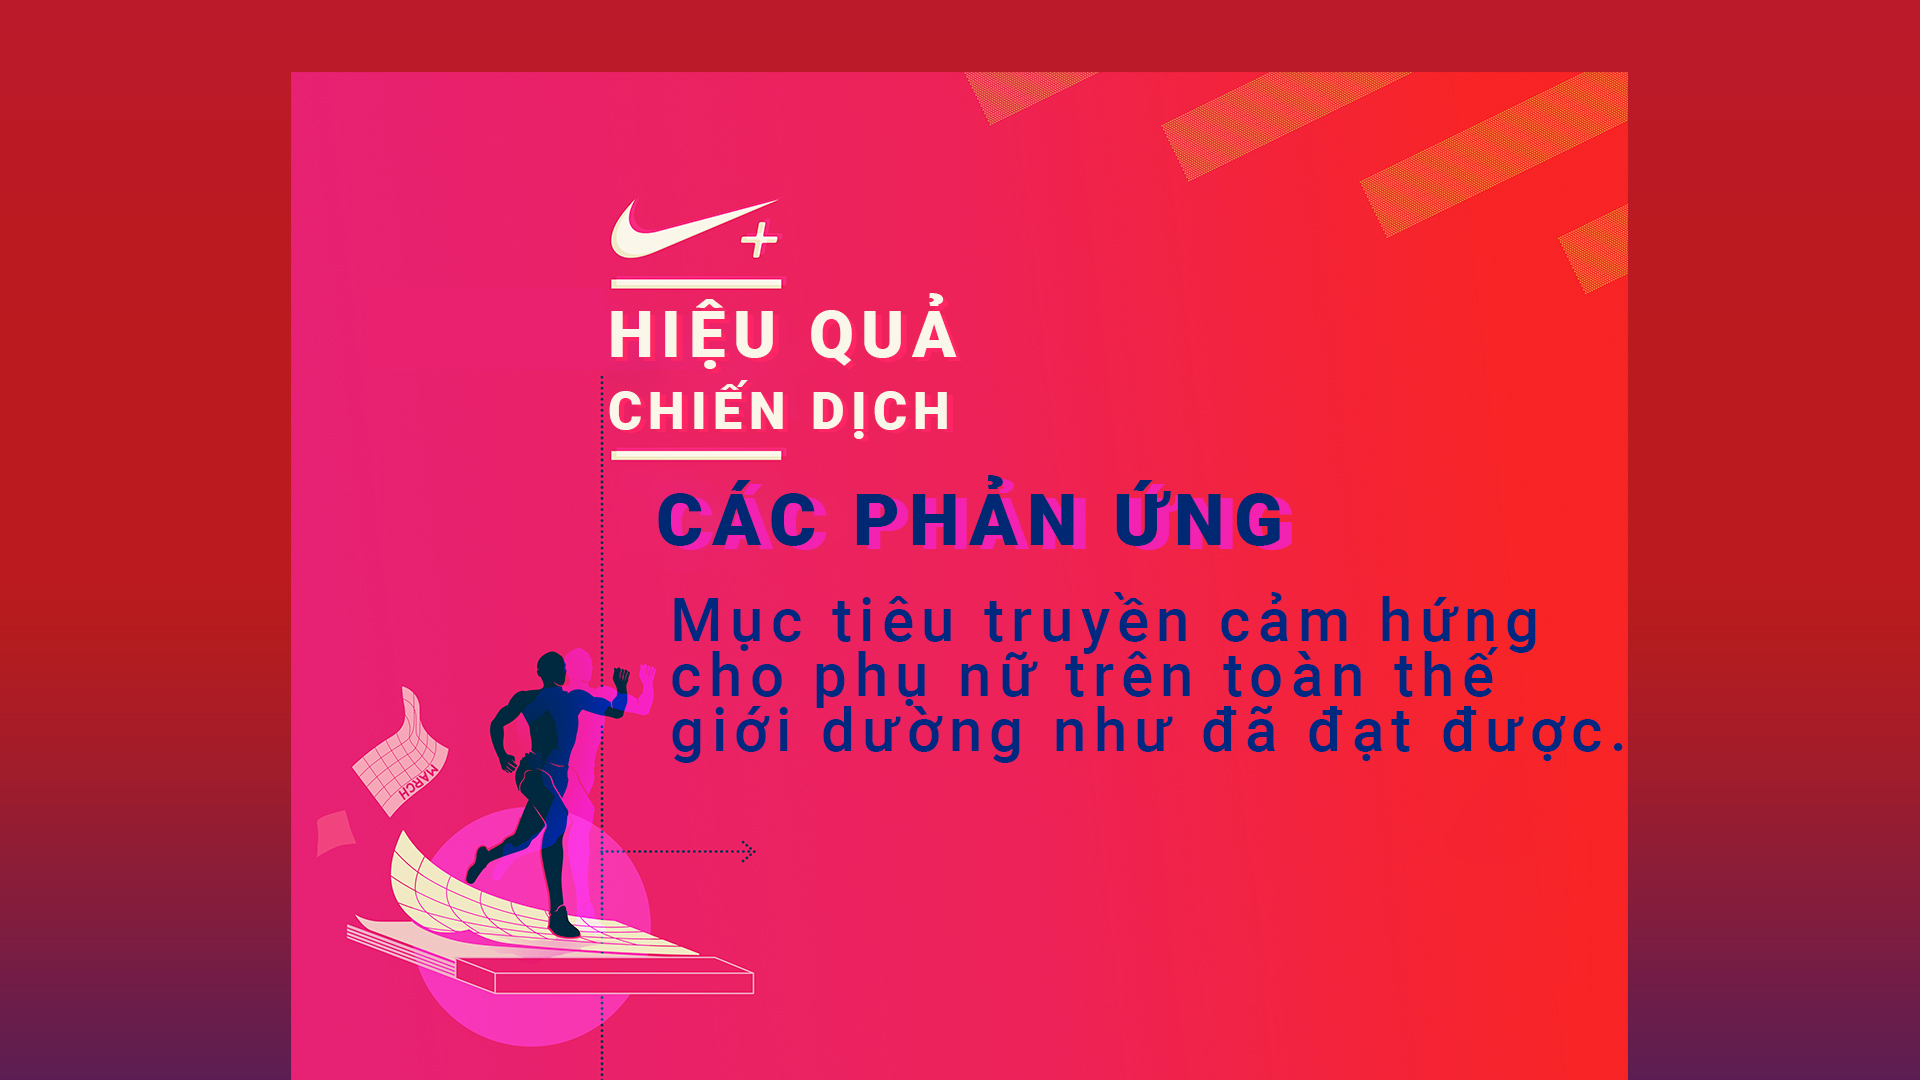 HIỆU QUẢ
CHIẾN DỊCH
CÁC PHẢN ỨNG
Mục tiêu truyền cảm hứng
cho phụ nữ trên toàn thế
giới dường như đã đạt được.
MARCH